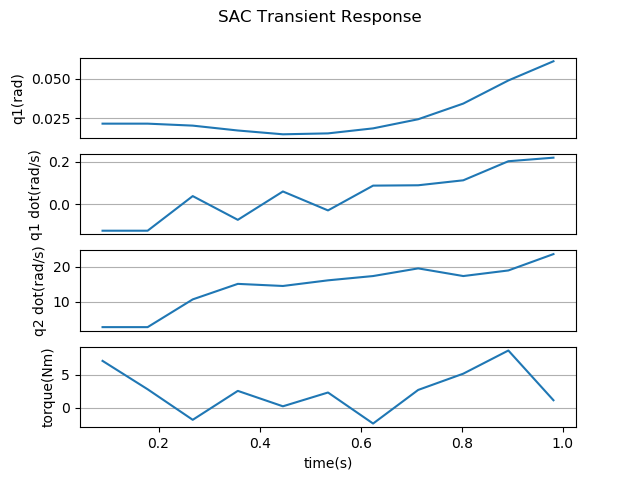 SAC Transient Response
q1(rad)
0.050
0.025
q1 dot(rad/s)
0.2
0.0
q2 dot(rad/s)
20
10
torque(Nm)
5
0
0.2 0.4 0.6 0.8 1.0
time(s)